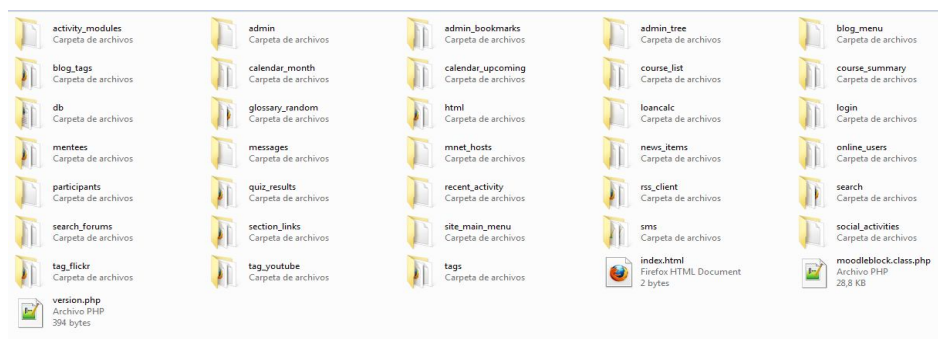 activity_modules
Carpeta de archivos
admin
Carpeta de archivos
admin_bookmarks
Carpeta de archivos
admin_tree
Carpeta de archivos
blog_menu
Carpeta de archivos
blog_tags
Carpeta de archivos
calendar_month
Carpeta de archivos
calendar_upcoming
Carpeta de archivos
course_list
Carpeta de archivos
course_summary
Carpeta de archivos
db
Carpeta de archivos
glossary_random
Carpeta de archivos
html
Carpeta de archivos
loancalc
Carpeta de archivos
login
Carpeta de archivos
mentees
Carpeta de archivos
messages
Carpeta de archivos
mnet_hosts
Carpeta de archivos
news_items
Carpeta de archivos
online_users
Carpeta de archivos
participants
Carpeta de archivos
quiz_results
Carpeta de archivos
recent_activity
Carpeta de archivos
rss_client
Carpeta de archivos
search
Carpeta de archivos
search_forums
Carpeta de archivos
section_links
Carpeta de archivos
site_main_menu
Carpeta de archivos
sms
Carpeta de archivos
social_activities
Carpeta de archivos
tag_flickr
Carpeta de archivos
tag_youtube
Carpeta de archivos
tags
Carpeta de archivos
index.html
Firefox HTML Document
2 bytes
moodleblock.class.php
Archivo PHP
28,8 KB
version.php
Archivo PHP
394 bytes